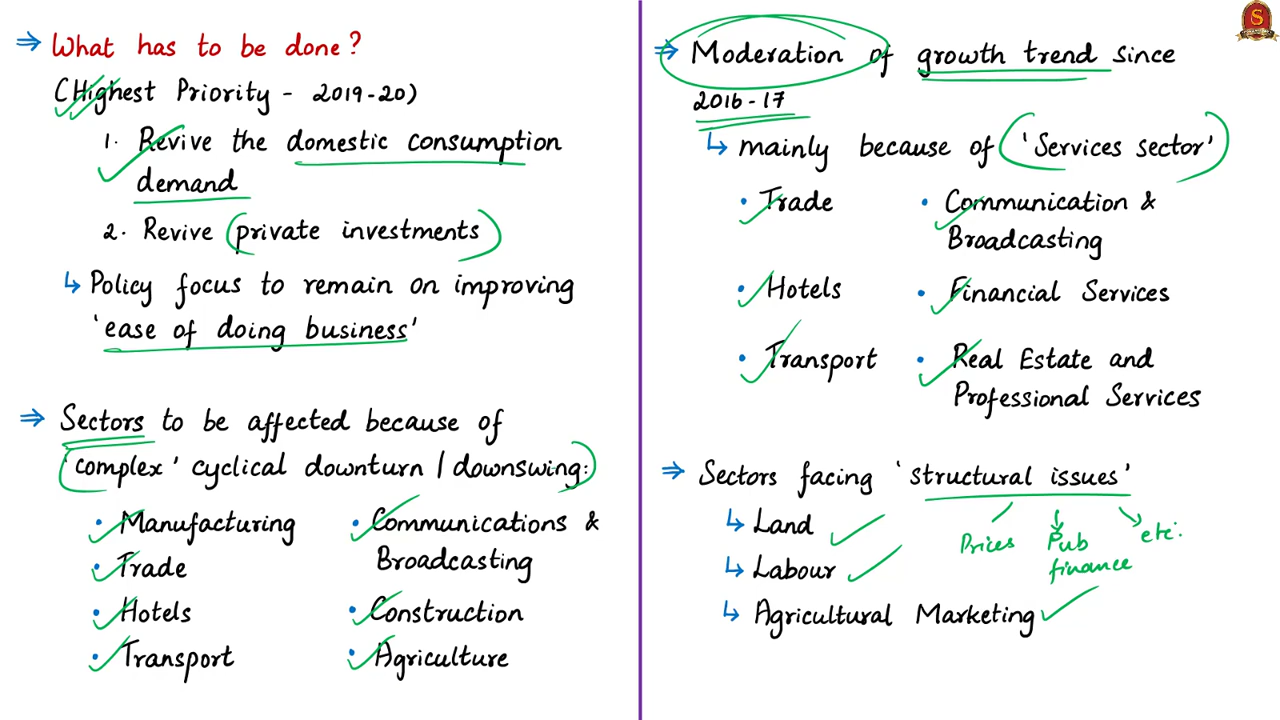 ⇒ What has to be done?
(Highest Priority - 2019-20)
1. Revive the domestic consumption
demand
2. Revive (private investments)
↳ Policy focus to remain on improving
'ease of doing business'
⇒ Sectors to be affected because of
'complex' cyclical downturn / downswing:
• Manufacturing
• Trade
• Hotels
• Transport
• Communications &
Broadcasting
• Construction
• Agriculture
⇒ Moderation of growth trend since
2016-17
↳ mainly because of ('Services sector')
• Trade
• Hotels
• Transport
• Communication &
Broadcasting
• Financial Services
• Real Estate and
Professional Services
⇒ Sectors facing 'structural issues'
↳ Land
↳ Labour
↳ Agricultural Marketing
Prices
Pub
finance
etc.
S